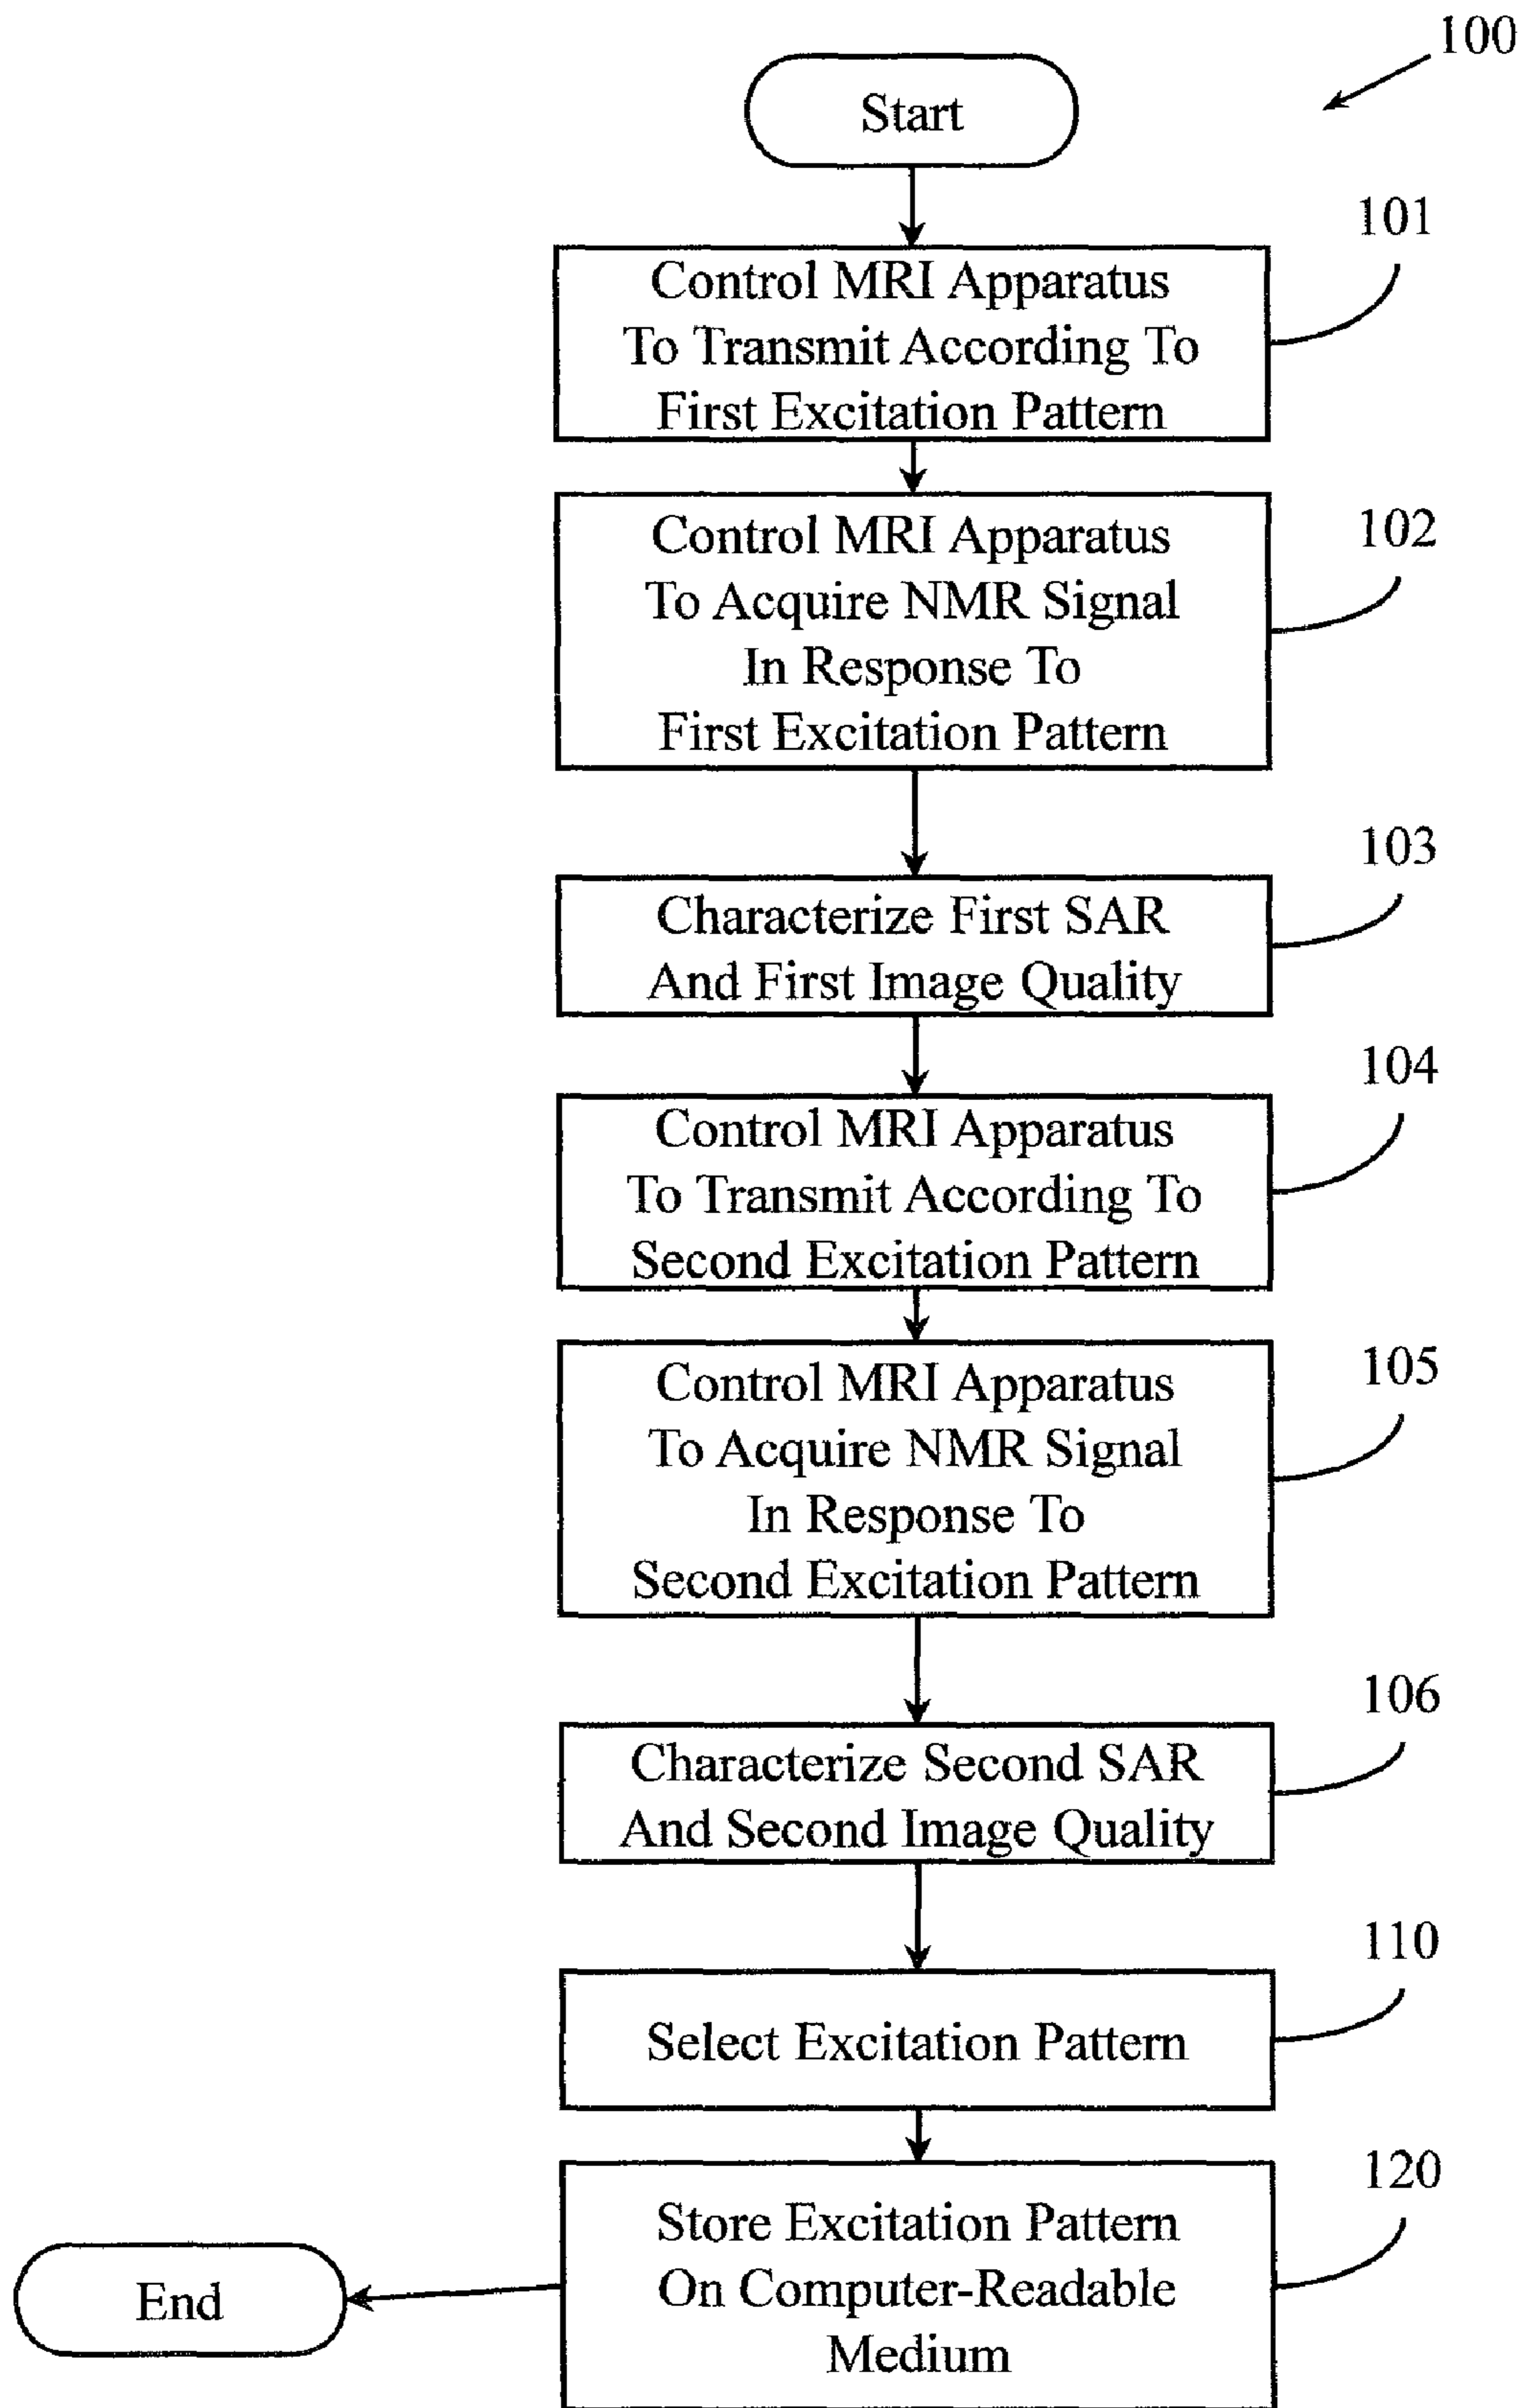 100
Start
101
Control MRI Apparatus
To Transmit According To
First Excitation Pattern
102
Control MRI Apparatus
To Acquire NMR Signal
In Response To
First Excitation Pattern
103
Characterize First SAR
And First Image Quality
104
Control MRI Apparatus
To Transmit According To
Second Excitation Pattern
105
Control MRI Apparatus
To Acquire NMR Signal
In Response To
Second Excitation Pattern
106
Characterize Second SAR
And Second Image Quality
110
Select Excitation Pattern
120
Store Excitation Pattern
On Computer-Readable
Medium
End